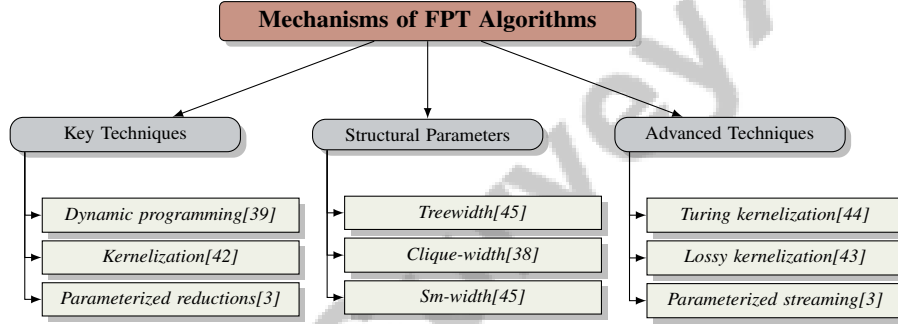 Mechanisms of FPT Algorithms
Key Techniques
Structural Parameters
Advanced Techniques
Dynamic programming[39]
Treewidth[45]
Turing kernelization[44]
Kernelization[42]
Clique-width[38]
Lossy kernelization[43]
Parameterized reductions[3]
Sm-width[45]
Parameterized streaming[3]